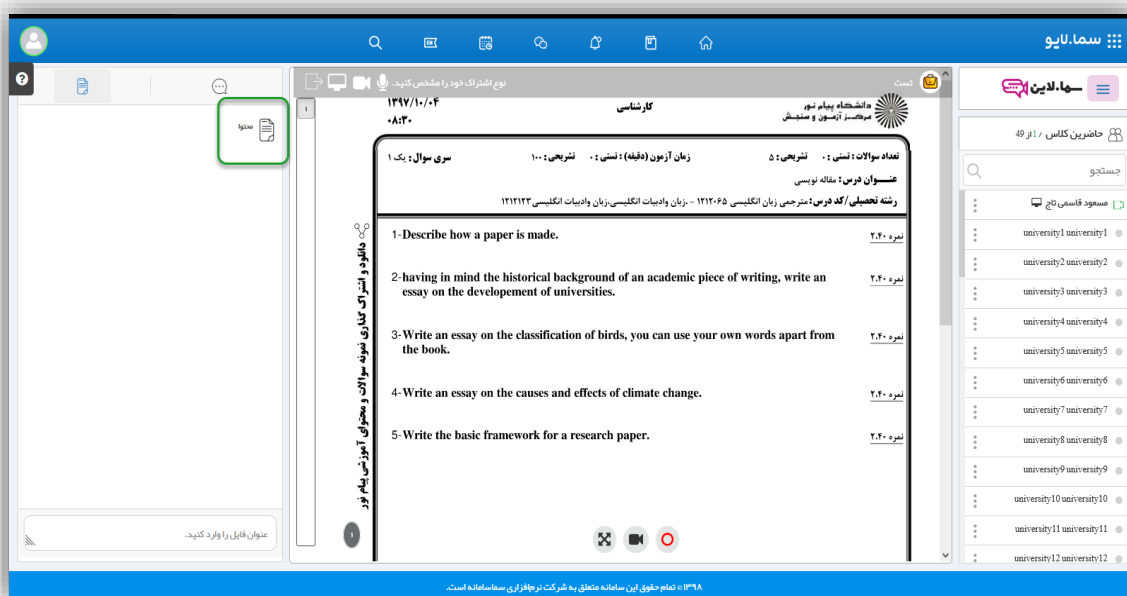 سما.لایو
EN
سما.لاین
حاضرین کلاس / 1 از 49
جستجو
مسعود قاسمی تاج
university1 university1
university2 university2
university3 university3
university4 university4
university5 university5
university6 university6
university7 university7
university8 university8
university9 university9
university10 university10
university11 university11
university12 university12
تست
نوع اشتراک خود را مشخص کنید.
۱
دانشگاه پیام نور
مرکز آزمون و سنجش
کارشناسی
۱۳۹۷/۱۰/۰۴
۰۸:۳۰
تعداد سوالات : تستی : ۰ تشریحی : ۵
زمان آزمون (دقیقه) : تستی : ۰ تشریحی : ۱۰۰
سری سوال : یک ۱
عنوان درس : مقاله نویسی
رشته تحصیلی/کد درس : مترجمی زبان انگلیسی ۱۲۱۲۰۶۵ - ،زبان وادبیات انگلیسی،زبان وادبیات انگلیسی ۱۲۱۲۱۲۳
1-Describe how a paper is made.
۲،۴۰ نمره
2-having in mind the historical background of an academic piece of writing, write an
essay on the developement of universities.
۲،۴۰ نمره
3-Write an essay on the classification of birds, you can use your own words apart from
the book.
۲،۴۰ نمره
4-Write an essay on the causes and effects of climate change.
۲،۴۰ نمره
5-Write the basic framework for a research paper.
۲،۴۰ نمره
دانلود و اشتراک گذاری نمونه سوالات و محتوای آموزشی پیام نور
۱
?
محتوا
عنوان فایل را وارد کنید.
۱۳۹۸ © تمام حقوق این سامانه متعلق به شرکت نرم‌افزاری سماسامانه است.